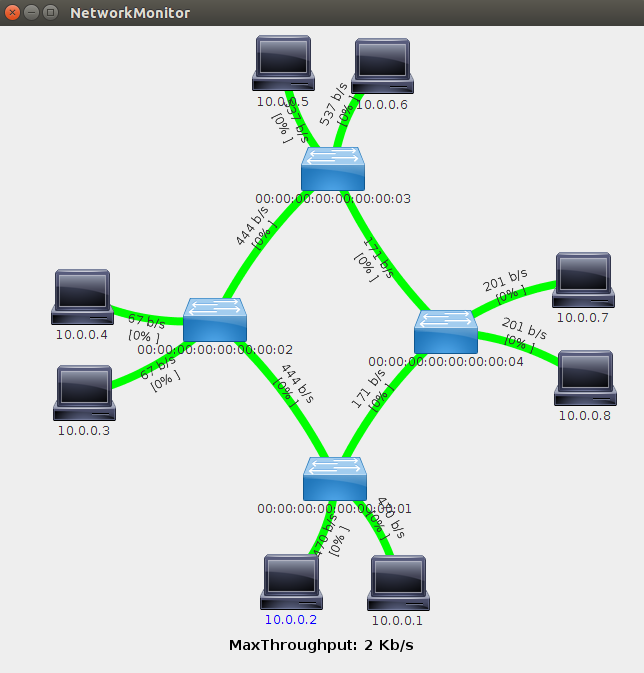 NetworkMonitor
10.0.0.5
10.0.0.6
537 b/s
[0% ]
537 b/s
[0% ]
00:00:00:00:00:00:00:03
444 b/s
[0% ]
171 b/s
[0% ]
10.0.0.4
67 b/s
[0% ]
00:00:00:00:00:00:00:02
67 b/s
[0% ]
10.0.0.3
201 b/s
[0% ]
10.0.0.7
201 b/s
[0% ]
00:00:00:00:00:00:00:04
10.0.0.8
444 b/s
[0% ]
171 b/s
[0% ]
00:00:00:00:00:00:00:01
470 b/s
[0% ]
470 b/s
[0% ]
10.0.0.2
10.0.0.1
MaxThroughput: 2 Kb/s